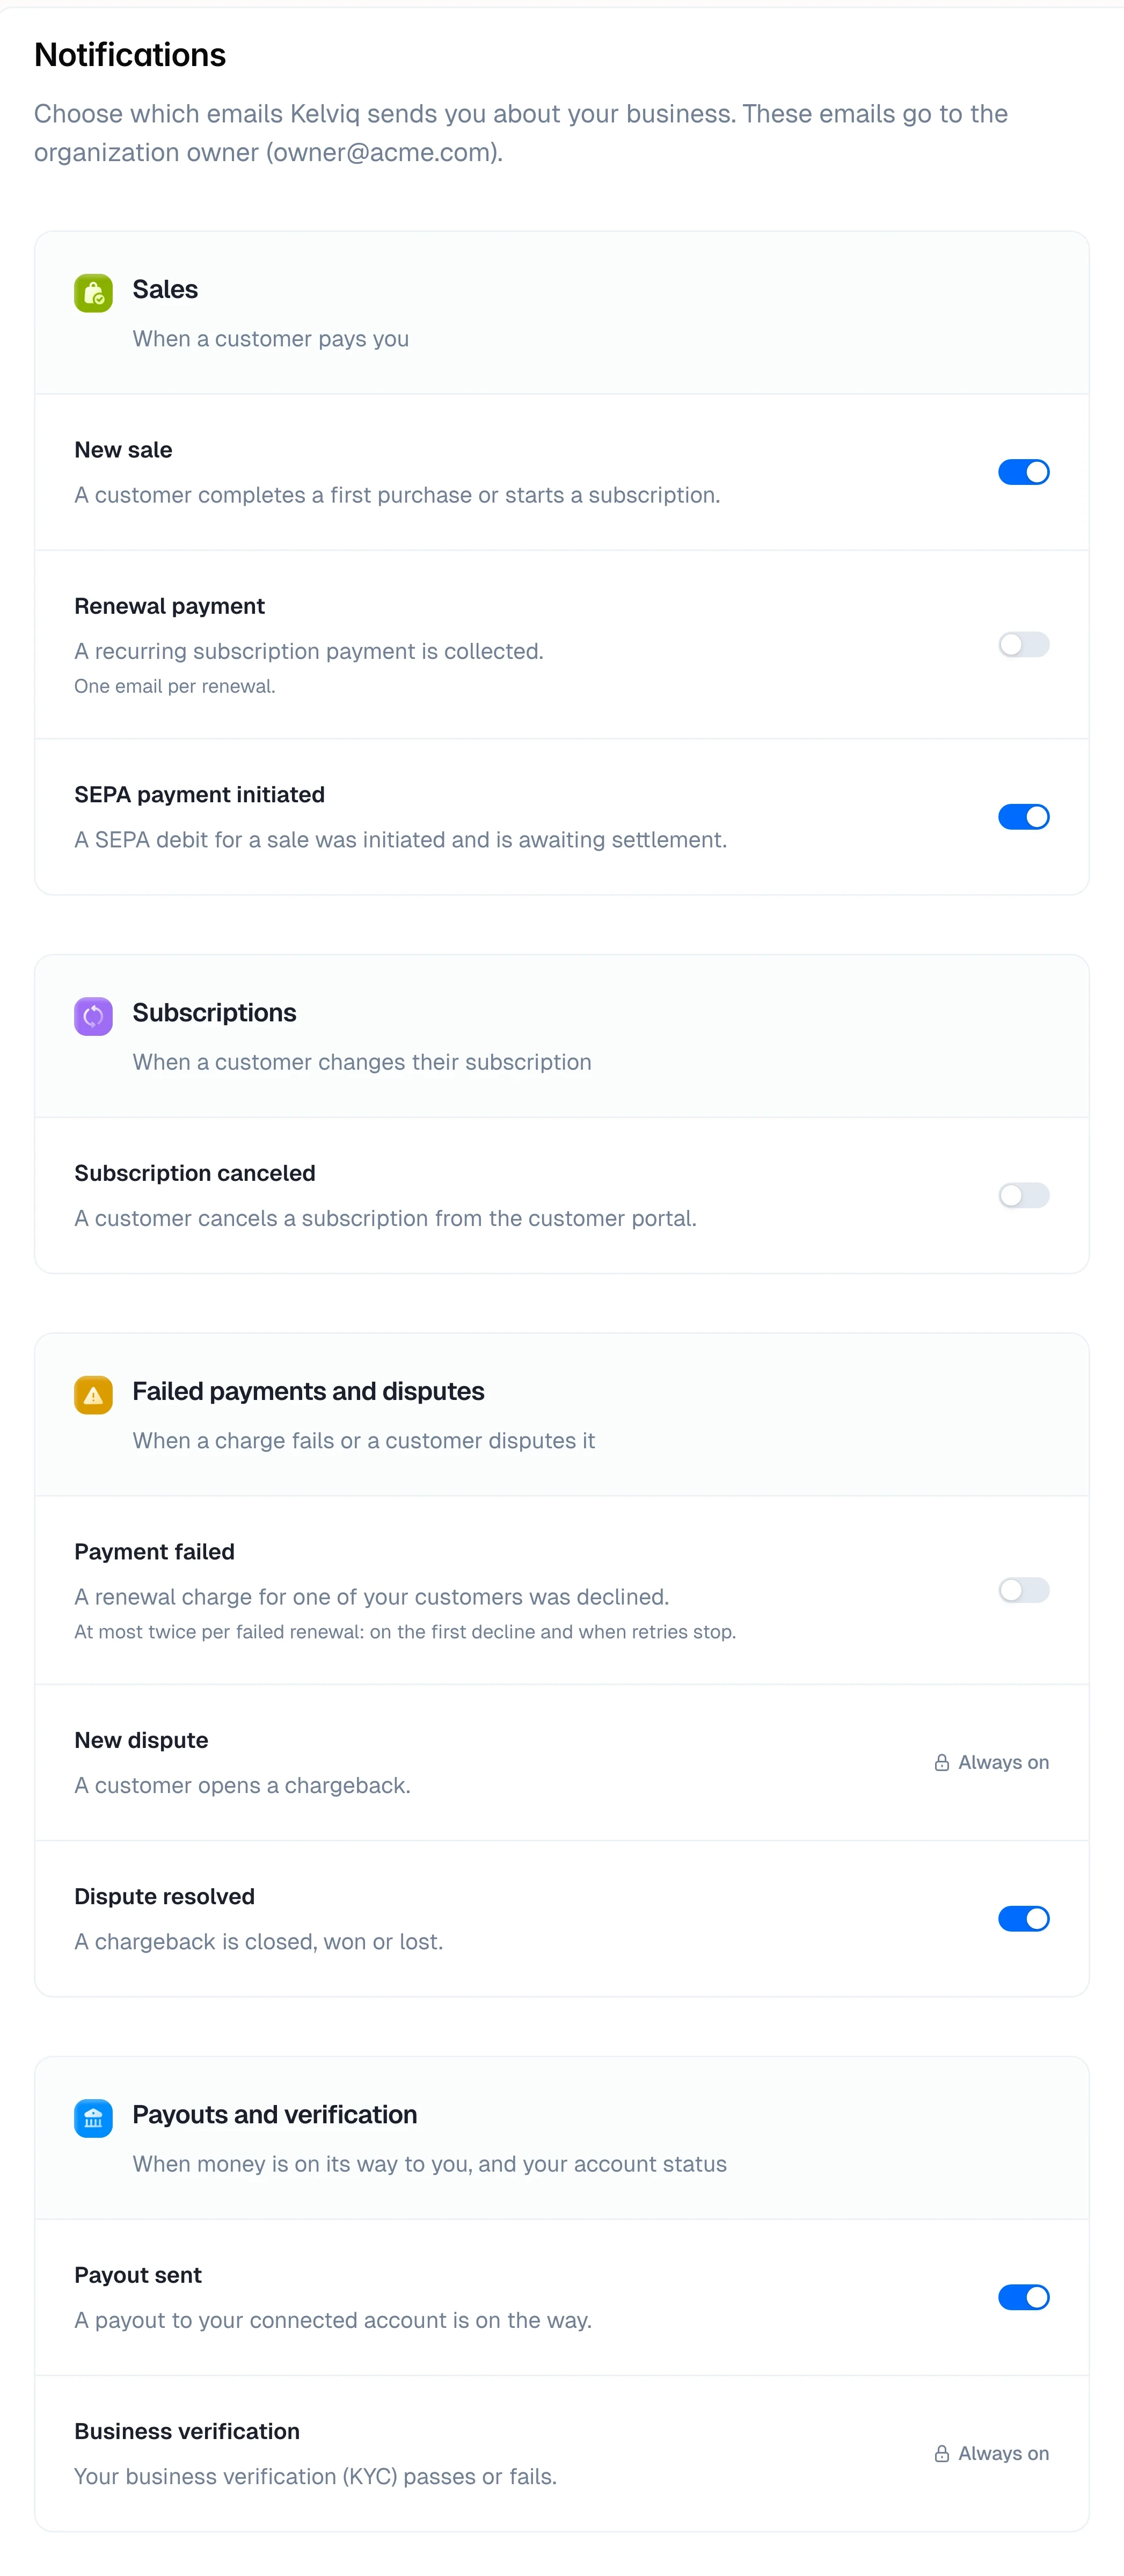 Notifications
Choose which emails Kelviq sends you about your business. These emails go to the
organization owner (owner@acme.com).
Sales
When a customer pays you
New sale
A customer completes a first purchase or starts a subscription.
Renewal payment
A recurring subscription payment is collected.
One email per renewal.
SEPA payment initiated
A SEPA debit for a sale was initiated and is awaiting settlement.
Subscriptions
When a customer changes their subscription
Subscription canceled
A customer cancels a subscription from the customer portal.
Failed payments and disputes
When a charge fails or a customer disputes it
Payment failed
A renewal charge for one of your customers was declined.
At most twice per failed renewal: on the first decline and when retries stop.
New dispute
A customer opens a chargeback.
Always on
Dispute resolved
A chargeback is closed, won or lost.
Payouts and verification
When money is on its way to you, and your account status
Payout sent
A payout to your connected account is on the way.
Business verification
Your business verification (KYC) passes or fails.
Always on